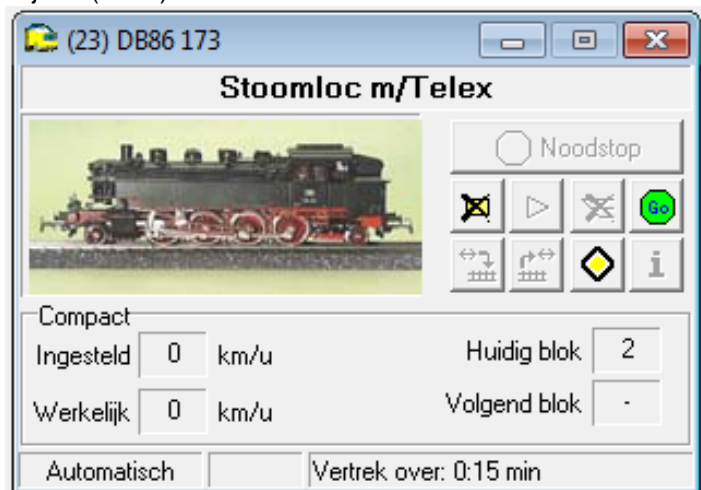 (23) DB86 173
Stoomloc m/Telex
Noodstop
Go
i
Compact
Ingesteld 0 km/u
Huidig blok 2
Werkelijk 0 km/u
Volgend blok -
Automatisch Vertrek over: 0:15 min